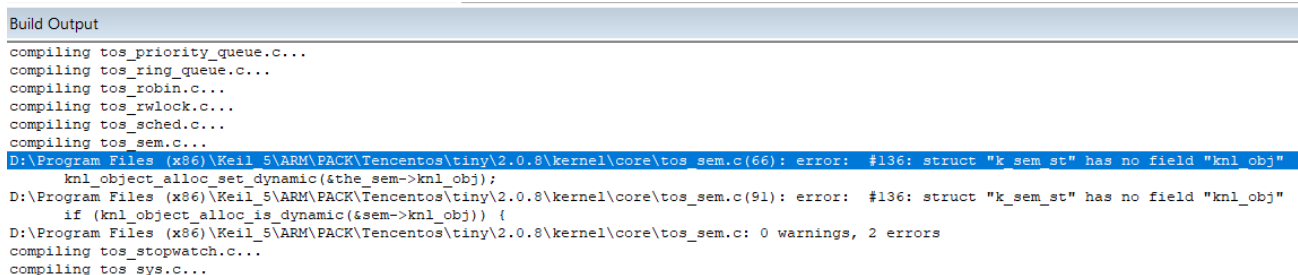 Build Output
compiling tos_priority_queue.c...
compiling tos_ring_queue.c...
compiling tos_robin.c...
compiling tos_rwlock.c...
compiling tos_sched.c...
compiling tos_sem.c...
D:\Program Files (x86)\Keil_5\ARM\PACK\Tencentos\tiny\2.0.8\kernel\core\tos_sem.c(66): error:  #136: struct "k_sem_st" has no field "knl_obj"
knl_object_alloc_set_dynamic(&the_sem->knl_obj);
D:\Program Files (x86)\Keil_5\ARM\PACK\Tencentos\tiny\2.0.8\kernel\core\tos_sem.c(91): error:  #136: struct "k_sem_st" has no field "knl_obj"
if (knl_object_alloc_is_dynamic(&sem->knl_obj)) {
D:\Program Files (x86)\Keil_5\ARM\PACK\Tencentos\tiny\2.0.8\kernel\core\tos_sem.c: 0 warnings, 2 errors
compiling tos_stopwatch.c...
compiling tos_sys.c...